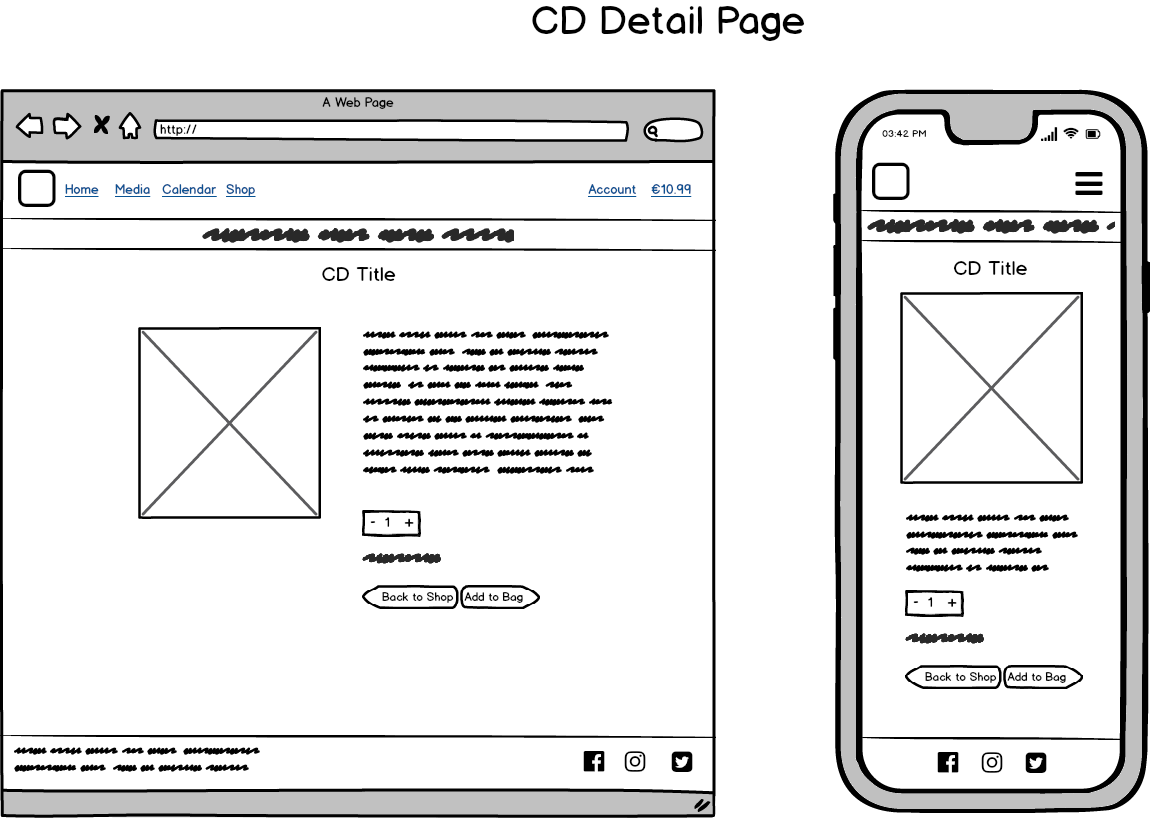 CD Detail Page
A Web Page
http://
Home Media Calendar Shop Account €10.99
CD Title
- 1 +
Back to Shop Add to Bag
03:42 PM
CD Title
- 1 +
Back to Shop Add to Bag